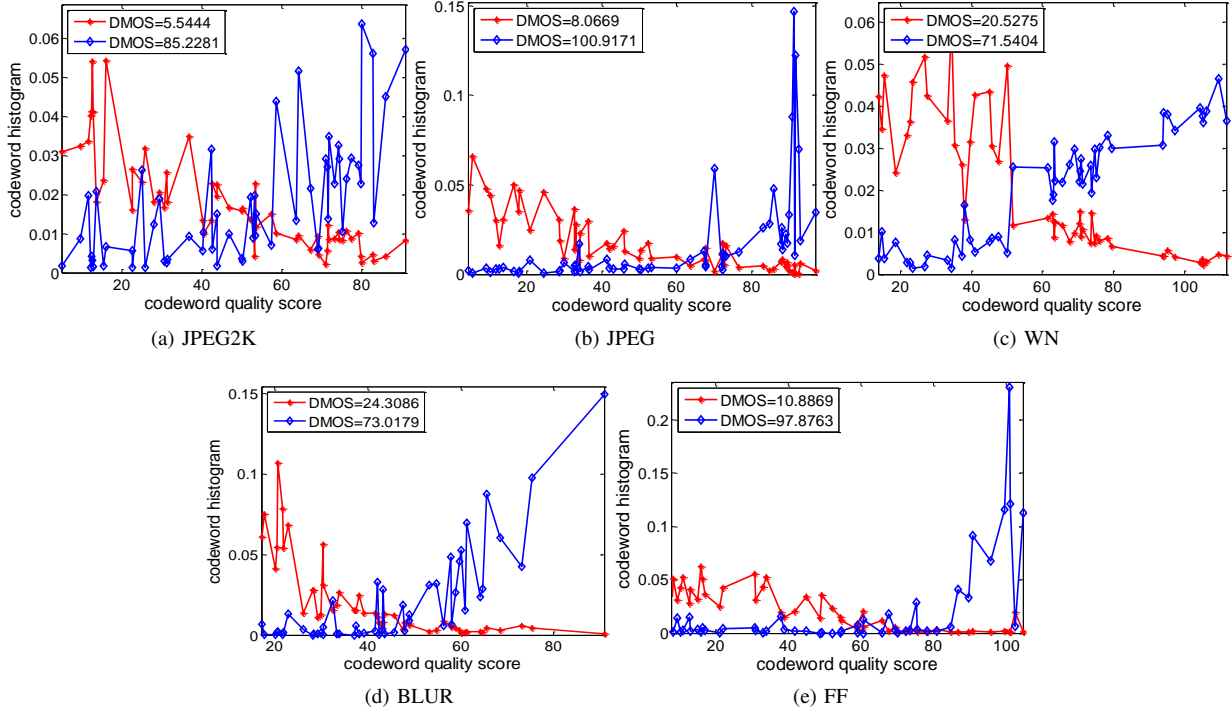 DMOS=5.5444
DMOS=85.2281
0.06
0.05
0.04
0.03
0.02
0.01
0
codeword histogram
20 40 60 80
codeword quality score
(a) JPEG2K
DMOS=8.0669
DMOS=100.9171
0.15
0.1
0.05
0
codeword histogram
20 40 60 80
codeword quality score
(b) JPEG
DMOS=20.5275
DMOS=71.5404
0.06
0.05
0.04
0.03
0.02
0.01
0
codeword histogram
20 40 60 80 100
codeword quality score
(c) WN
DMOS=24.3086
DMOS=73.0179
0.15
0.1
0.05
0
codeword histogram
20 30 40 50 60 70 80
codeword quality score
(d) BLUR
DMOS=10.8869
DMOS=97.8763
0.2
0.15
0.1
0.05
0
codeword histogram
20 40 60 80 100
codeword quality score
(e) FF